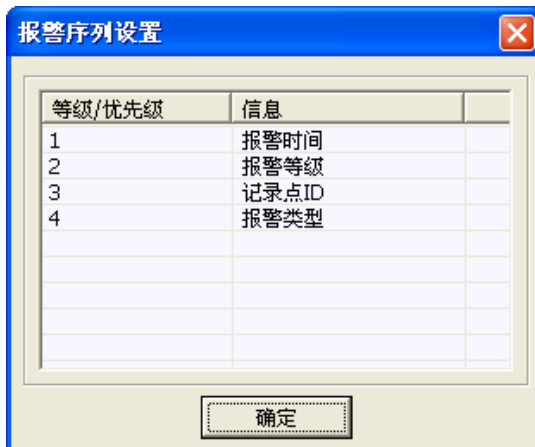 报警序列设置
等级/优先级 信息
1 报警时间
2 报警等级
3 记录点ID
4 报警类型
确定